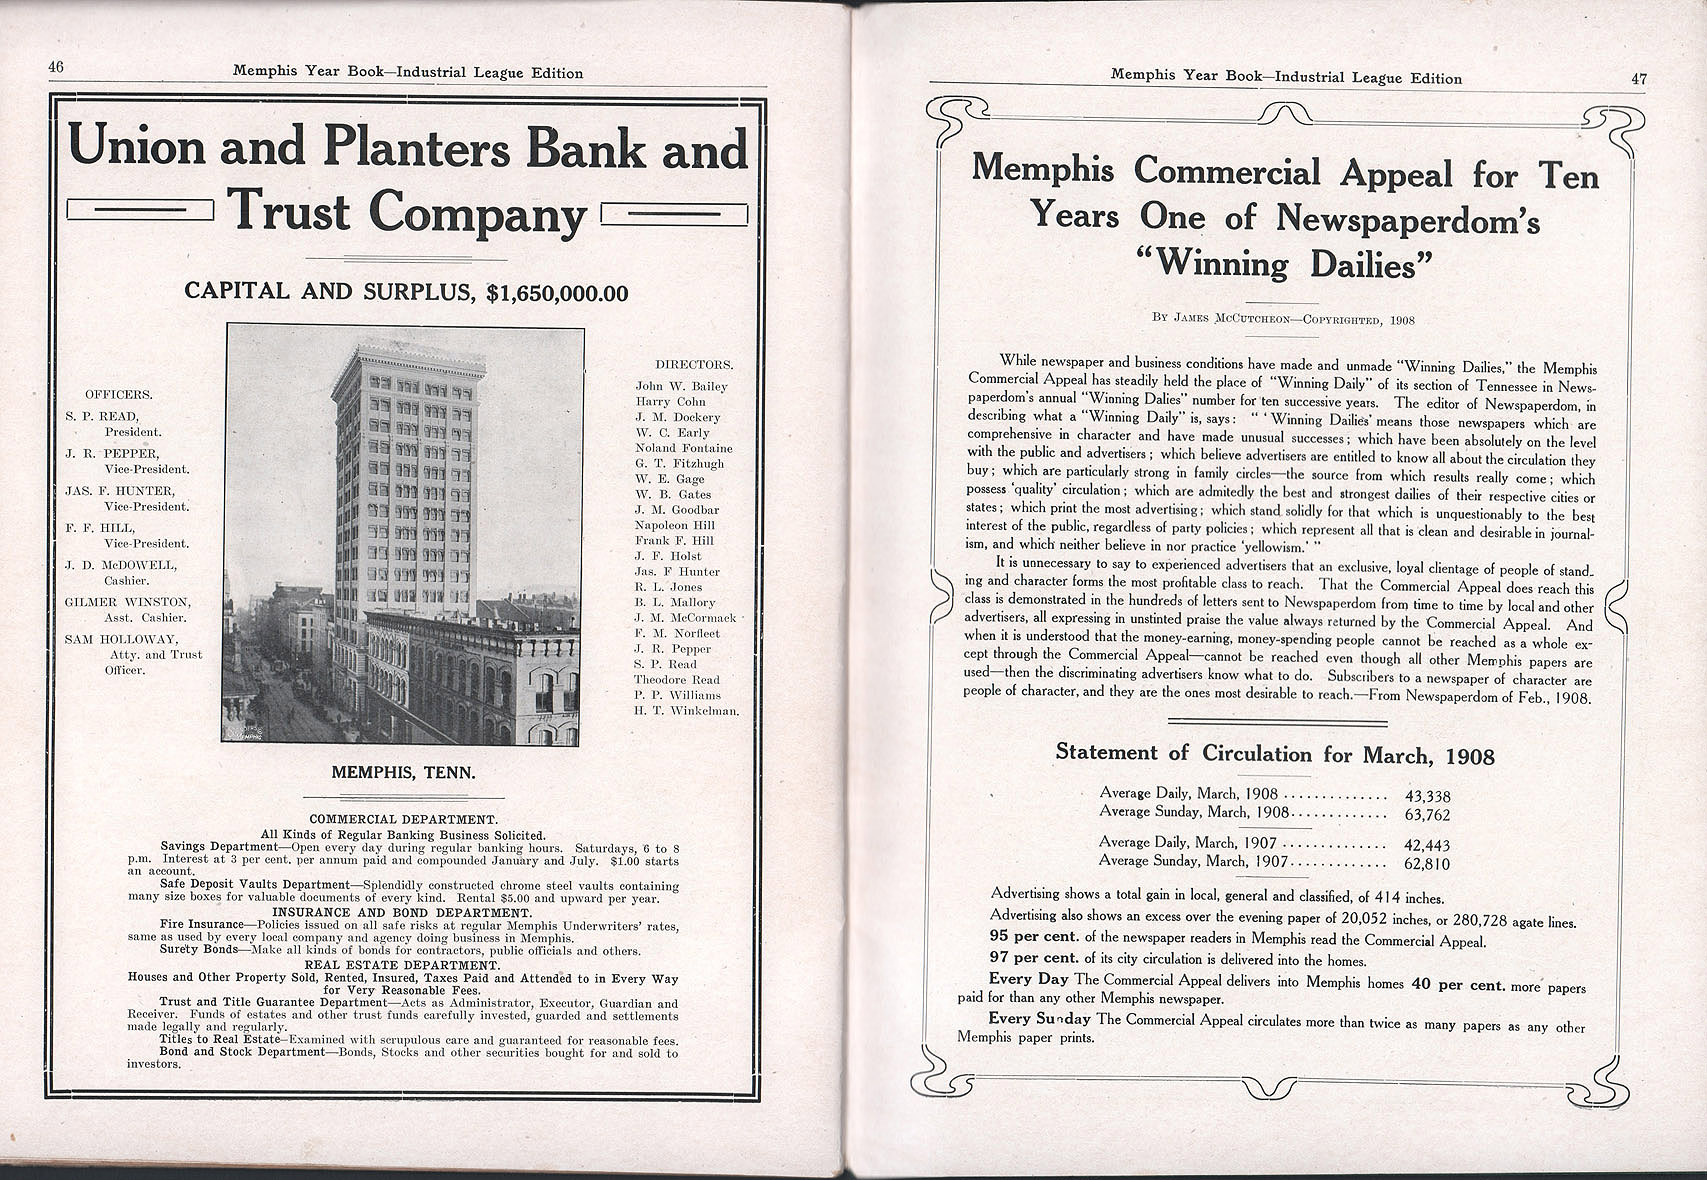 46
Memphis Year Book—Industrial League Edition
Union and Planters Bank and
Trust Company
CAPITAL AND SURPLUS, $1,650,000.00
OFFICERS.
S. P. READ,
President.
J. R. PEPPER,
Vice-President.
JAS. F. HUNTER,
Vice-President.
F. F. HILL,
Vice-President.
J. D. McDOWELL,
Cashier.
GILMER WINSTON,
Asst. Cashier.
SAM HOLLOWAY,
Atty. and Trust
Officer.
DIRECTORS.
John W. Bailey
Harry Cohn
J. M. Dockery
W. C. Early
Noland Fontaine
G. T. Fitzhugh
W. E. Gage
W. B. Gates
J. M. Goodbar
Napoleon Hill
Frank F. Hill
J. F. Holst
Jas. F Hunter
R. L. Jones
B. L. Mallory
J. M. McCormack
F. M. Norfleet
J. R. Pepper
S. P. Read
Theodore Read
P. P. Williams
H. T. Winkelman.
MEMPHIS
MEMPHIS, TENN.
COMMERCIAL DEPARTMENT.
All Kinds of Regular Banking Business Solicited.
Savings Department—Open every day during regular banking hours. Saturdays, 6 to 8
p.m. Interest at 3 per cent. per annum paid and compounded January and July. $1.00 starts
an account.
Safe Deposit Vaults Department—Splendidly constructed chrome steel vaults containing
many size boxes for valuable documents of every kind. Rental $5.00 and upward per year.
INSURANCE AND BOND DEPARTMENT.
Fire Insurance—Policies issued on all safe risks at regular Memphis Underwriters' rates,
same as used by every local company and agency doing business in Memphis.
Surety Bonds—Make all kinds of bonds for contractors, public officials and others.
REAL ESTATE DEPARTMENT.
Houses and Other Property Sold, Rented, Insured, Taxes Paid and Attended to in Every Way
for Very Reasonable Fees.
Trust and Title Guarantee Department—Acts as Administrator, Executor, Guardian and
Receiver. Funds of estates and other trust funds carefully invested, guarded and settlements
made legally and regularly.
Titles to Real Estate—Examined with scrupulous care and guaranteed for reasonable fees.
Bond and Stock Department—Bonds, Stocks and other securities bought for and sold to
investors.
Memphis Year Book—Industrial League Edition
47
Memphis Commercial Appeal for Ten
Years One of Newspaperdom's
"Winning Dailies"
BY JAMES MCCUTCHEON—COPYRIGHTED, 1908
While newspaper and business conditions have made and unmade "Winning Dailies," the Memphis
Commercial Appeal has steadily held the place of "Winning Daily" of its section of Tennessee in News-
paperdom's annual "Winning Dalies" number for ten successive years. The editor of Newspaperdom, in
describing what a "Winning Daily" is, says: " 'Winning Dailies' means those newspapers which are
comprehensive in character and have made unusual successes; which have been absolutely on the level
with the public and advertisers; which believe advertisers are entitled to know all about the circulation they
buy; which are particularly strong in family circles—the source from which results really come; which
possess 'quality' circulation; which are admitedly the best and strongest dailies of their respective cities or
states; which print the most advertising; which stand solidly for that which is unquestionably to the best
interest of the public, regardless of party policies; which represent all that is clean and desirable in journal-
ism, and which neither believe in nor practice 'yellowism.' "
It is unnecessary to say to experienced advertisers that an exclusive, loyal clientage of people of stand-
ing and character forms the most profitable class to reach. That the Commercial Appeal does reach this
class is demonstrated in the hundreds of letters sent to Newspaperdom from time to time by local and other
advertisers, all expressing in unstinted praise the value always returned by the Commercial Appeal. And
when it is understood that the money-earning, money-spending people cannot be reached as a whole ex-
cept through the Commercial Appeal—cannot be reached even though all other Memphis papers are
used—then the discriminating advertisers know what to do. Subscribers to a newspaper of character are
people of character, and they are the ones most desirable to reach.—From Newspaperdom of Feb., 1908.
Statement of Circulation for March, 1908
Average Daily, March, 1908 .............. 43,338
Average Sunday, March, 1908............. 63,762
Average Daily, March, 1907 .............. 42,443
Average Sunday, March, 1907............. 62,810
Advertising shows a total gain in local, general and classified, of 414 inches.
Advertising also shows an excess over the evening paper of 20,052 inches, or 280,728 agate lines.
95 per cent. of the newspaper readers in Memphis read the Commercial Appeal.
97 per cent. of its city circulation is delivered into the homes.
Every Day The Commercial Appeal delivers into Memphis homes 40 per cent. more papers
paid for than any other Memphis newspaper.
Every Sunday The Commercial Appeal circulates more than twice as many papers as any other
Memphis paper prints.